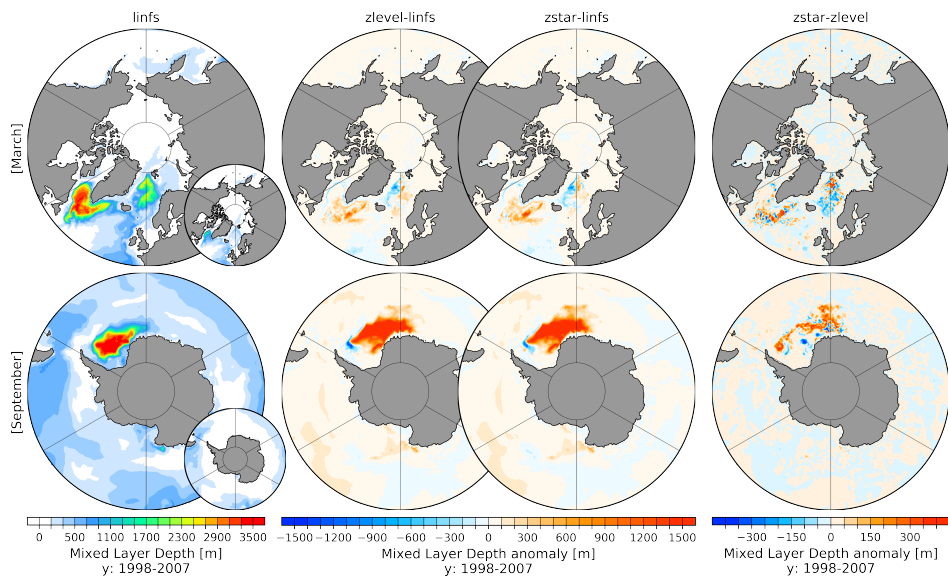 linfs
zlevel-linfs
zstar-linfs
zstar-zlevel
[March]
[September]
0 500 1100 1700 2300 2900 3500
Mixed Layer Depth [m]
y: 1998-2007
−1500 −1200 −900 −600 −300 0 300 600 900 1200 1500
Mixed Layer Depth anomaly [m]
y: 1998-2007
−300 −150 0 150 300
Mixed Layer Depth anomaly [m]
y: 1998-2007